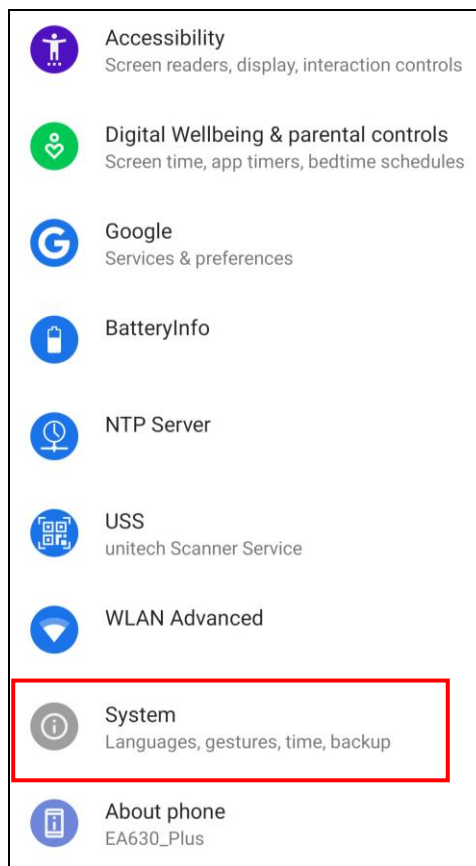 Accessibility
Screen readers, display, interaction controls
Digital Wellbeing & parental controls
Screen time, app timers, bedtime schedules
Google
Services & preferences
BatteryInfo
NTP Server
USS
unitech Scanner Service
WLAN Advanced
System
Languages, gestures, time, backup
About phone
EA630_Plus